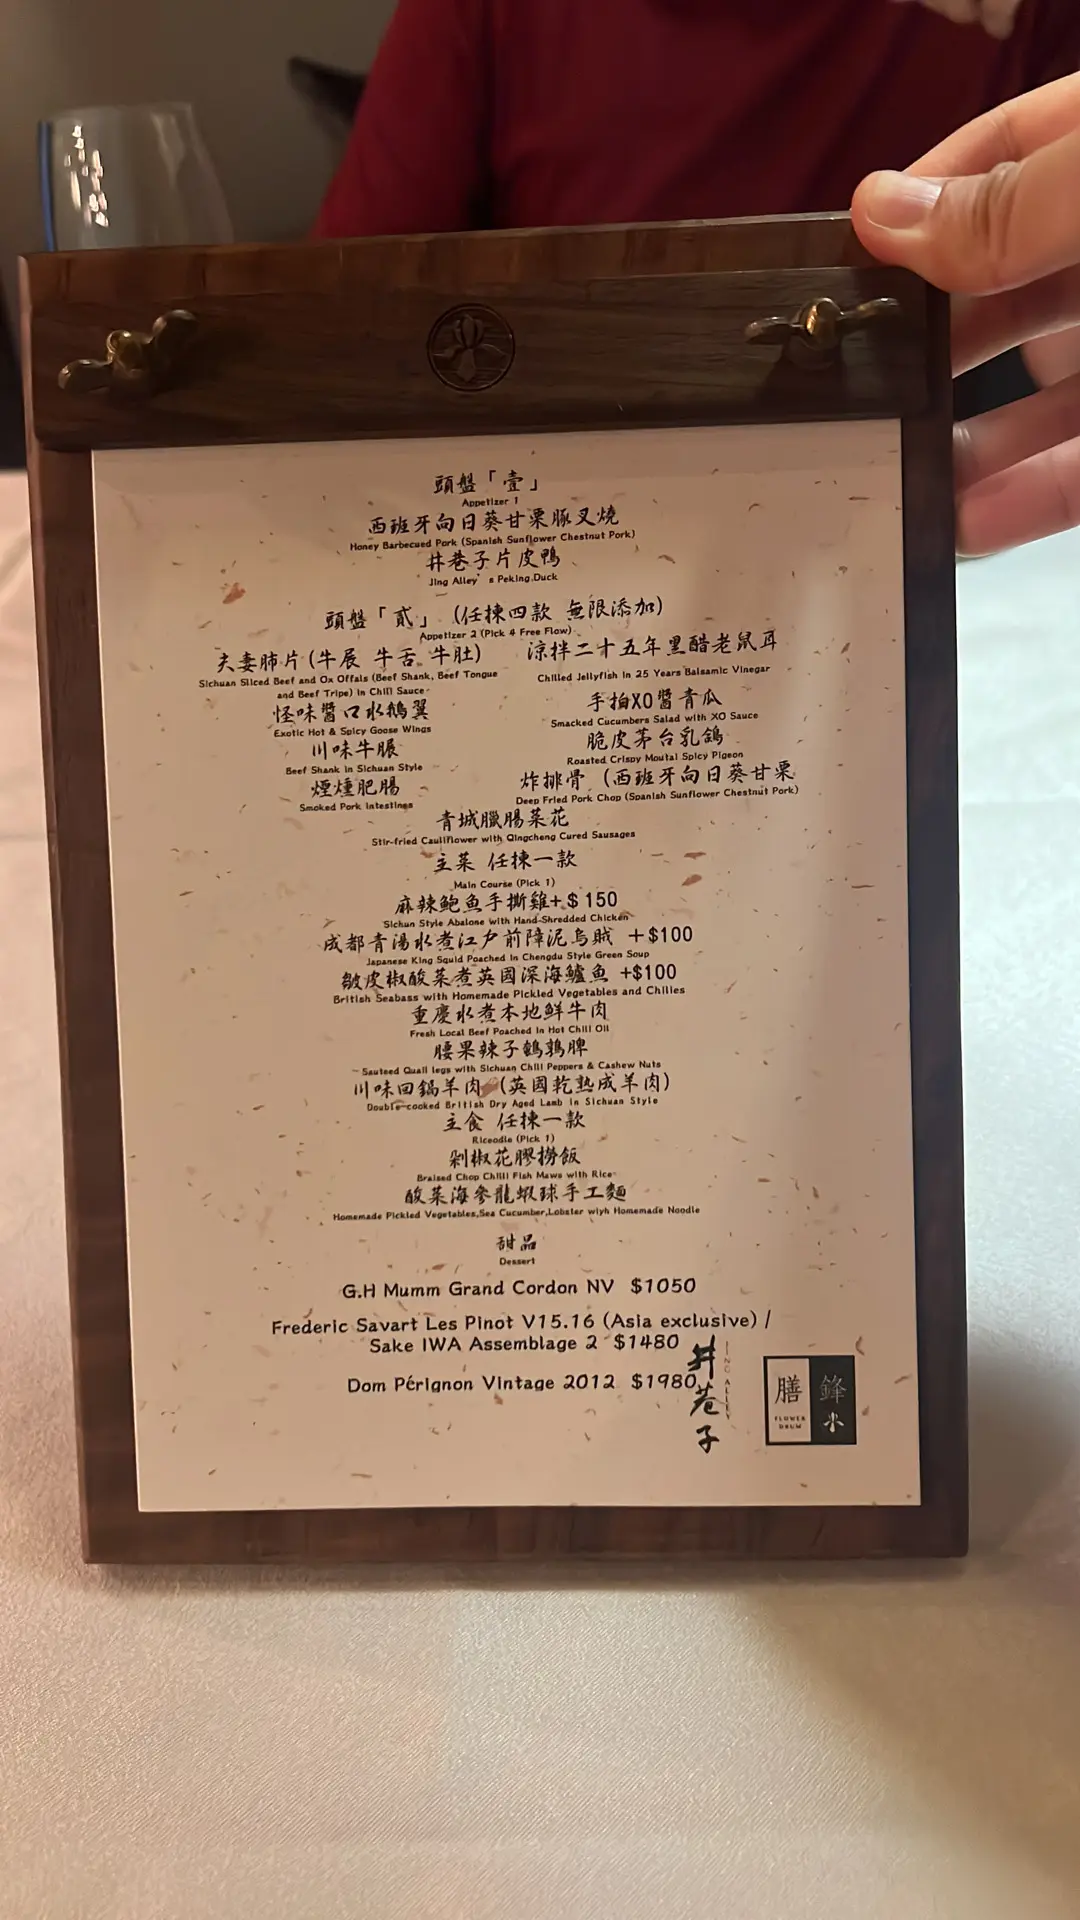 頭盤「壹」
Appetizer 1
西班牙向日葵甘栗豚叉燒
Honey Barbecued Pork (Spanish Sunflower Chestnut Pork)
井巷子片皮鴨
Jing Alley's Peking Duck
頭盤「貳」(任揀四款 無限添加)
Appetizer 2 (Pick 4 Free Flow)
夫妻肺片(牛展 牛舌 牛肚)
Sichuan Sliced Beef and Ox Offals (Beef Shank, Beef Tongue
and Beef Tripe) in Chili Sauce
怪味醬口水鵝翼
Exotic Hot & Spicy Goose Wings
川味牛脤
Beef Shank in Sichuan Style
煙燻肥腸
Smoked Pork Intestines
涼拌二十五年黑醋老鼠耳
Chilled Jellyfish in 25 Years Balsamic Vinegar
手拍XO醬青瓜
Smacked Cucumbers Salad with XO Sauce
脆皮茅台乳鴿
Roasted Crispy Moutai Spicy Pigeon
炸排骨 (西班牙向日葵甘栗
Deep Fried Pork Chop (Spanish Sunflower Chestnut Pork)
青城臘腸菜花
Stir-fried Cauliflower with Qingcheng Cured Sausages
主菜 任揀一款
Main Course (Pick 1)
麻辣鮑魚手撕雞+$150
Sichun Style Abalone with Hand-Shredded Chicken
成都青湯水煮江戶前障泥烏賊 +$100
Japanese King Squid Poached in Chengdu Style Green Soup
皺皮椒酸菜煮英國深海鱸魚 +$100
British Seabass with Homemade Pickled Vegetables and Chilies
重慶水煮本地鮮牛肉
Fresh Local Beef Poached in Hot Chili Oil
腰果辣子鵪鶉脾
Sauteed Quail legs with Sichuan Chili Peppers & Cashew Nuts
川味回鍋羊肉 (英國乾熟成羊肉)
Double-cooked British Dry Aged Lamb in Sichuan Style
主食 任揀一款
Riceodle (Pick 1)
剁椒花膠撈飯
Braised Chop Chilli Fish Maws with Rice
酸菜海參龍蝦球手工麵
Homemade Pickled Vegetables,Sea Cucumber,Lobster wiyh Homemade Noodle
甜品
Dessert
G.H Mumm Grand Cordon NV $1050
Frederic Savart Les Pinot V15.16 (Asia exclusive) /
Sake IWA Assemblage 2 $1480
Dom Pérignon Vintage 2012 $1980
井巷子
JING ALLEY
膳
FLOWER
DRUM
鋒